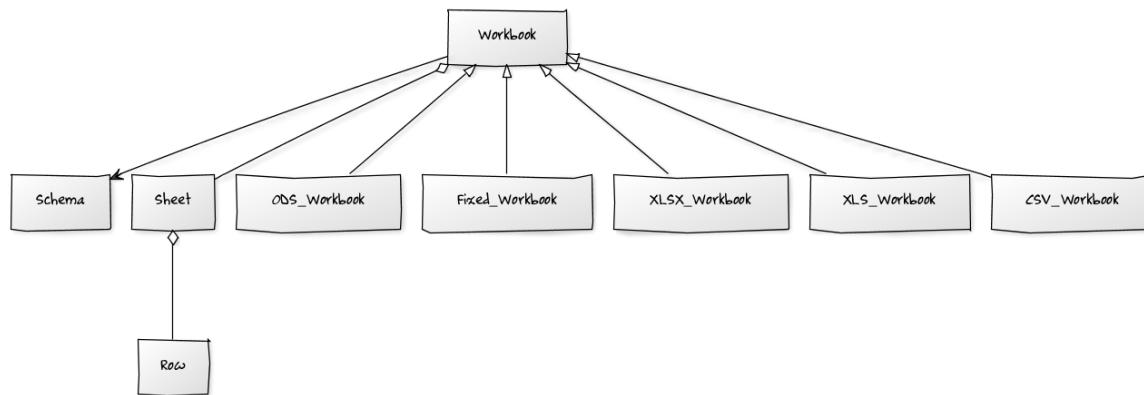 Workbook
Schema
Sheet
ODS_Workbook
Fixed_Workbook
XLSX_Workbook
XLS_Workbook
CSV_Workbook
Row